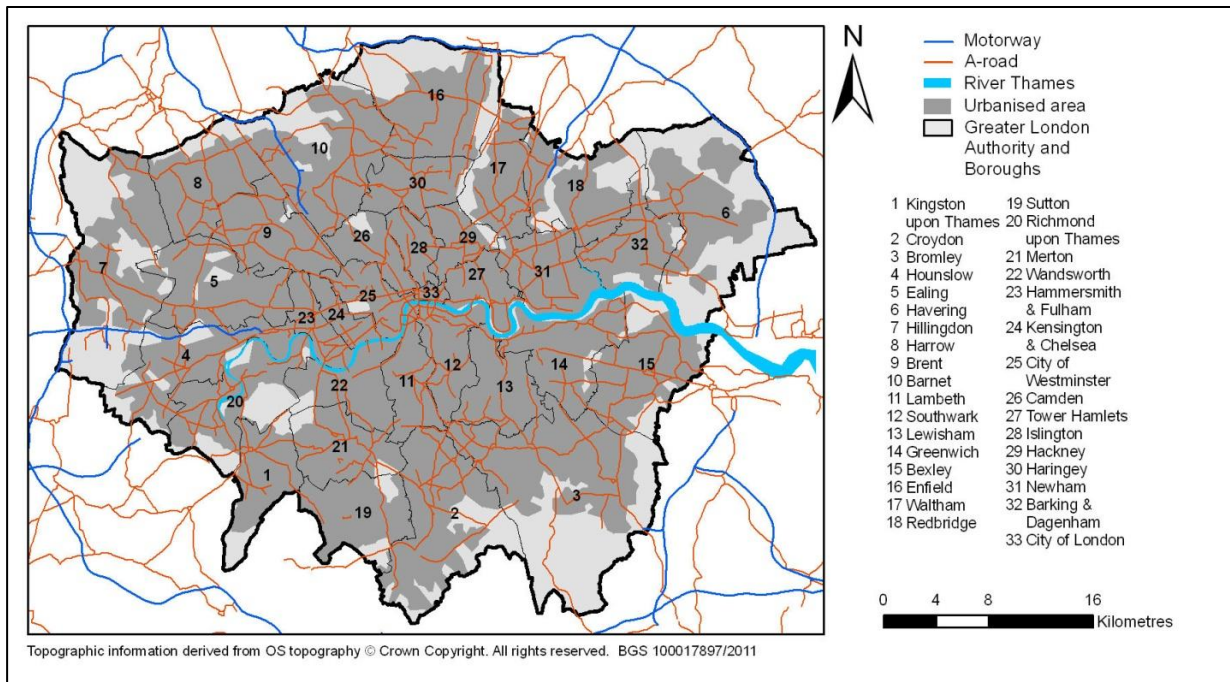 N
Motorway
A-road
River Thames
Urbanised area
Greater London
Authority and
Boroughs
16
10
17
8
30
18
6
9
26
28
29
32
7
5
27
31
25
33
23
24
4
12
14
15
22
11
13
20
21
1
3
19
2
1 Kingston
upon Thames
2 Croydon
3 Bromley
4 Hounslow
5 Ealing
6 Havering
7 Hillingdon
8 Harrow
9 Brent
10 Barnet
11 Lambeth
12 Southwark
13 Lewisham
14 Greenwich
15 Bexley
16 Enfield
17 Waltham
18 Redbridge
19 Sutton
20 Richmond
upon Thames
21 Merton
22 Wandsworth
23 Hammersmith
& Fulham
24 Kensington
& Chelsea
25 City of
Westminster
26 Camden
27 Tower Hamlets
28 Islington
29 Hackney
30 Haringey
31 Newham
32 Barking &
Dagenham
33 City of London
0 4 8 16
Kilometres
Topographic information derived from OS topography © Crown Copyright. All rights reserved. BGS 100017897/2011